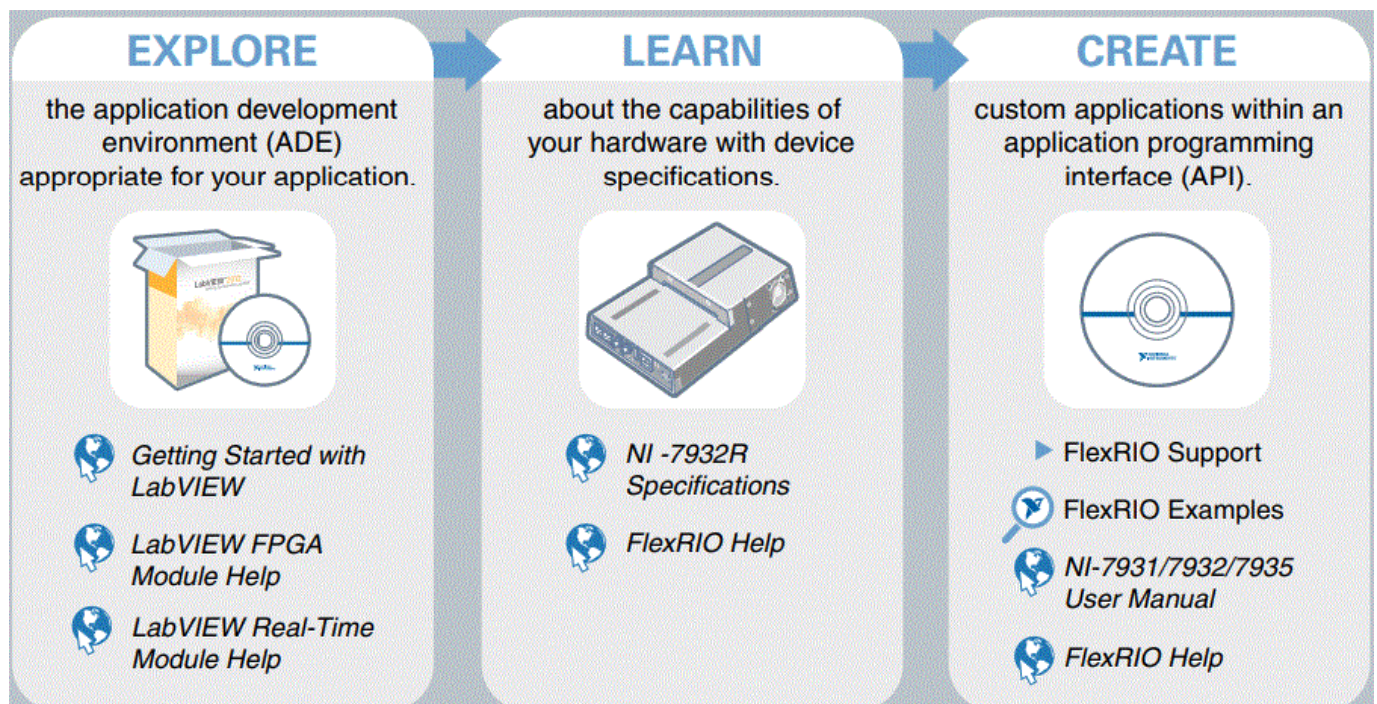 EXPLORE
the application development
environment (ADE)
appropriate for your application.
LabVIEW
Getting Started with
LabVIEW
LabVIEW FPGA
Module Help
LabVIEW Real-Time
Module Help
LEARN
about the capabilities of
your hardware with device
specifications.
NI -7932R
Specifications
FlexRIO Help
CREATE
custom applications within an
application programming
interface (API).
NATIONAL
INSTRUMENTS
FlexRIO Support
FlexRIO Examples
NI-7931/7932/7935
User Manual
FlexRIO Help